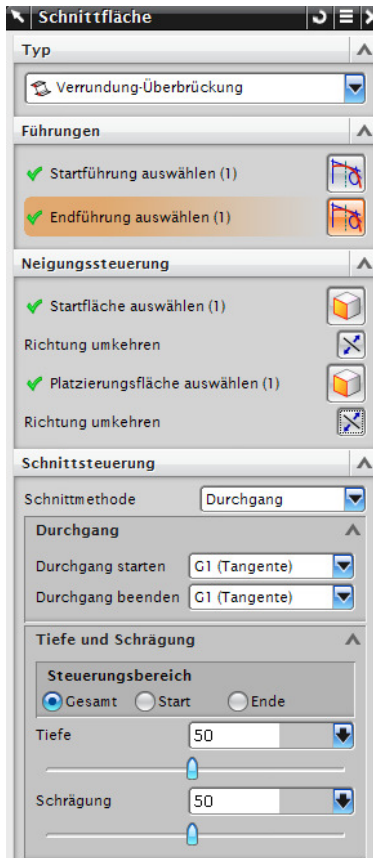 Schnittfläche
Typ
Verrundung-Überbrückung
Führungen
Startführung auswählen (1)
Endführung auswählen (1)
Neigungssteuerung
Startfläche auswählen (1)
Richtung umkehren
Platzierungsfläche auswählen (1)
Richtung umkehren
Schnittsteuerung
Schnittmethode Durchgang
Durchgang
Durchgang starten G1 (Tangente)
Durchgang beenden G1 (Tangente)
Tiefe und Schrägung
Steuerungsbereich
Gesamt Start Ende
Tiefe 50
Schrägung 50